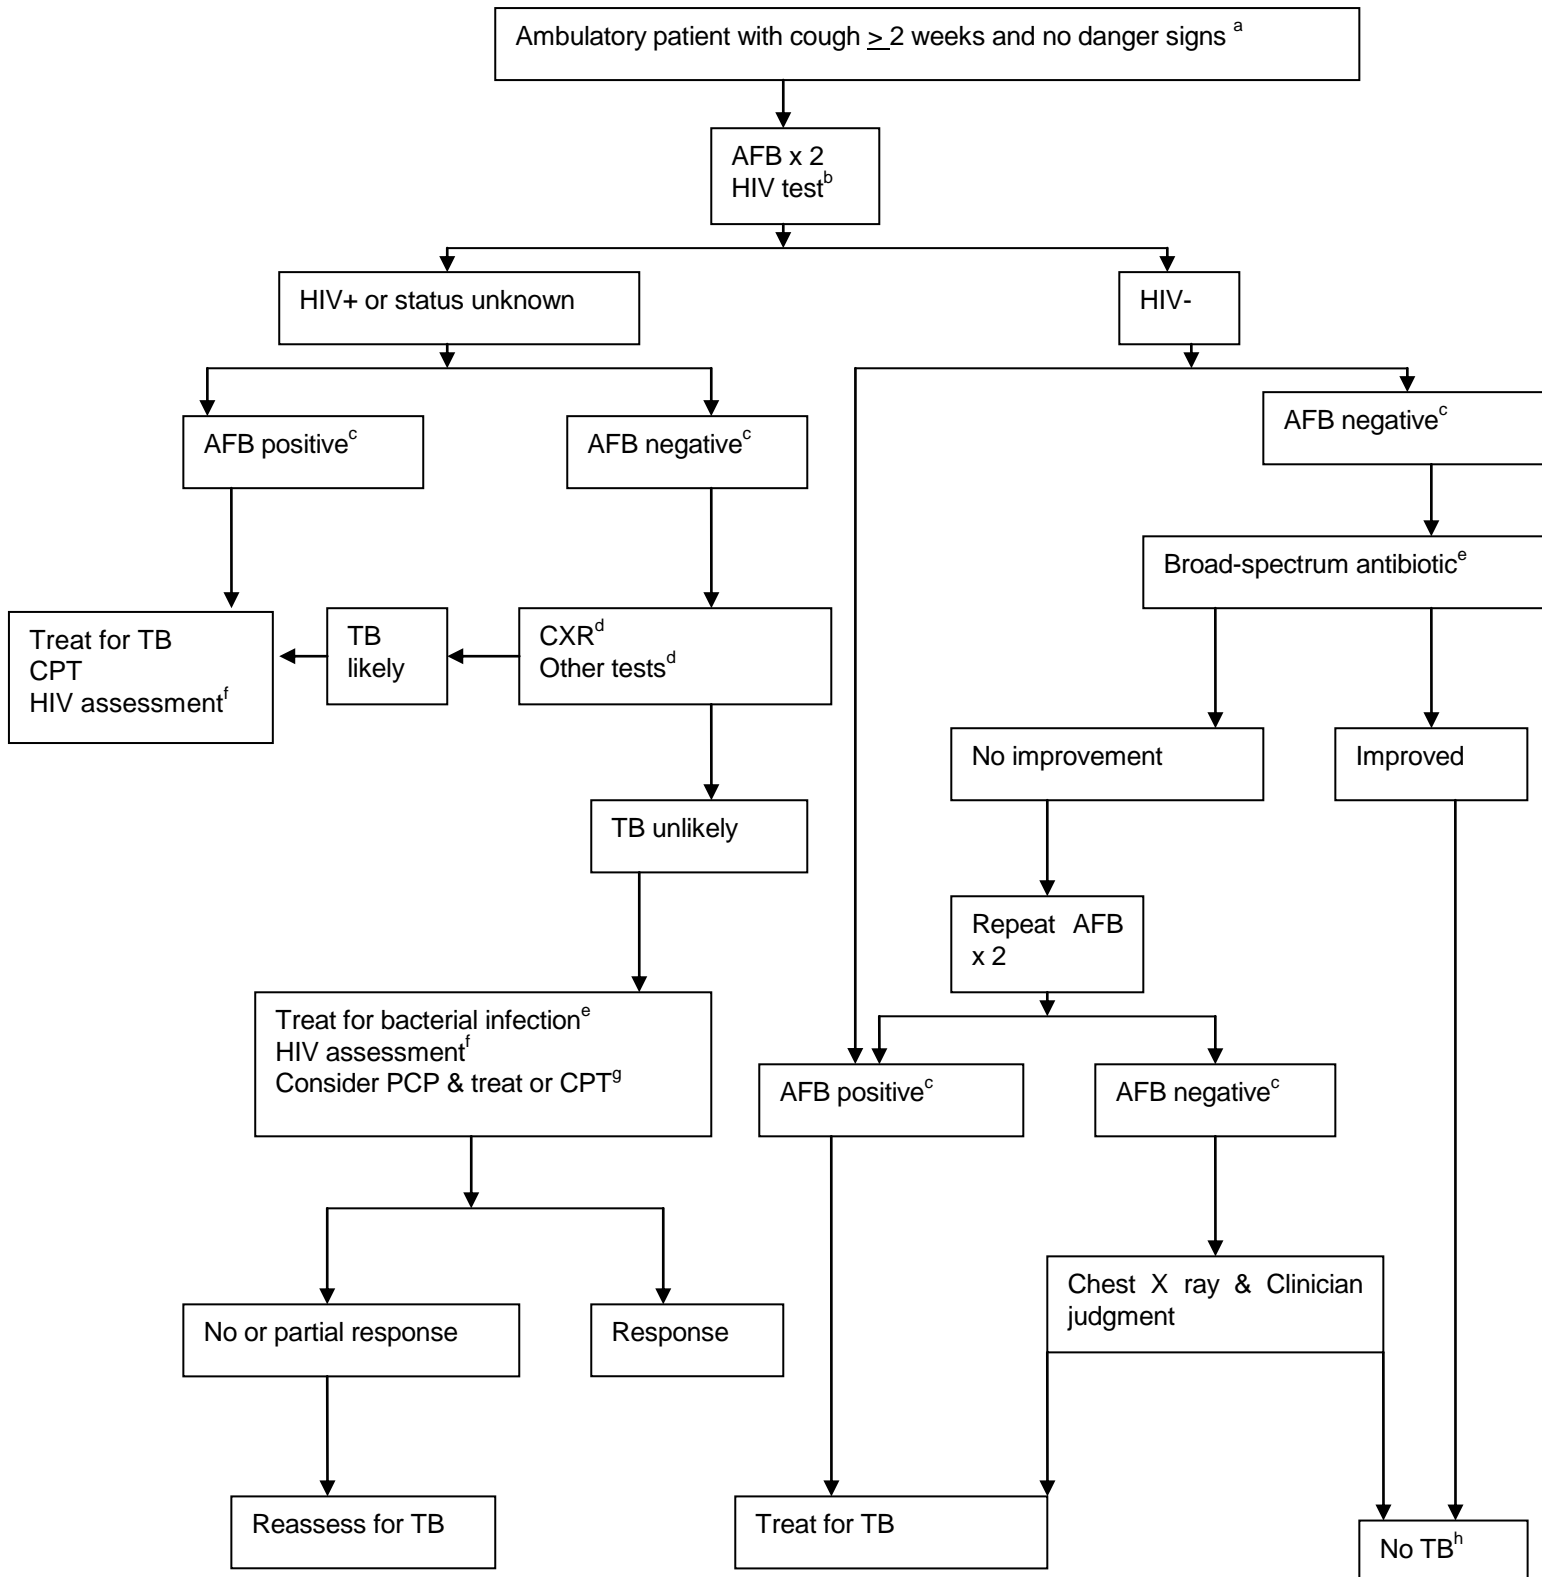 Ambulatory patient with cough > 2 weeks and no danger signs a
AFB x 2
HIV test b
HIV+ or status unknown
HIV-
AFB positive c
AFB negative c
AFB negative c
Broad-spectrum antibiotic e
Treat for TB
CPT
HIV assessment f
TB
likely
CXR d
Other tests d
No improvement
Improved
TB unlikely
Repeat AFB
x 2
Treat for bacterial infection e
HIV assessment f
Consider PCP & treat or CPT g
AFB positive c
AFB negative c
Chest X ray & Clinician
judgment
No or partial response
Response
Reassess for TB
Treat for TB
No TB h